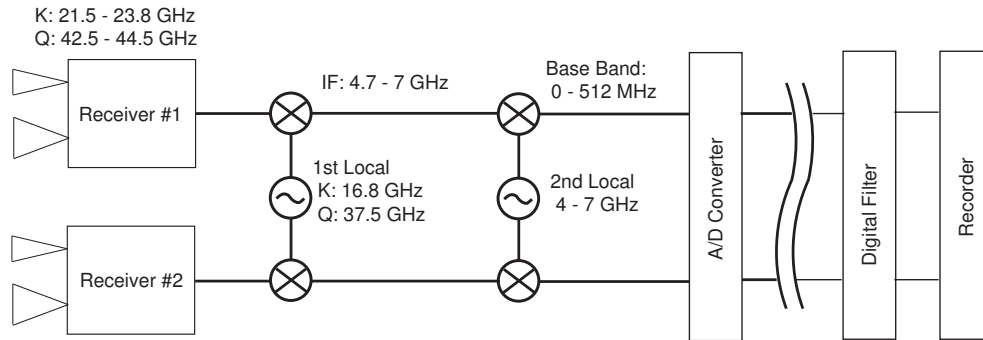 K: 21.5 - 23.8 GHz
Q: 42.5 - 44.5 GHz
Receiver #1
IF: 4.7 - 7 GHz
Base Band:
0 - 512 MHz
1st Local
K: 16.8 GHz
Q: 37.5 GHz
2nd Local
4 - 7 GHz
Receiver #2
A/D Converter
Digital Filter
Recorder